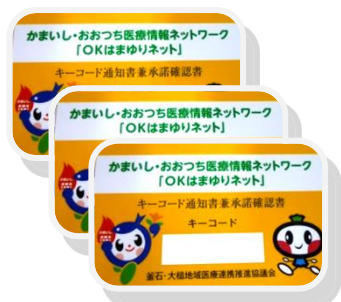 かまいし・おおつち医療情報ネットワーク
「OKはまゆりネット」
キーコード通知書兼承諾確認書
かまいし・おおつち医療情報ネットワーク
「OKはまゆりネット」
キーコード通知書兼承諾確認書
かまいし・おおつち医療情報ネットワーク
「OKはまゆりネット」
キーコード通知書兼承諾確認書
キーコード
釜石・大槌地域医療連携推進協議会